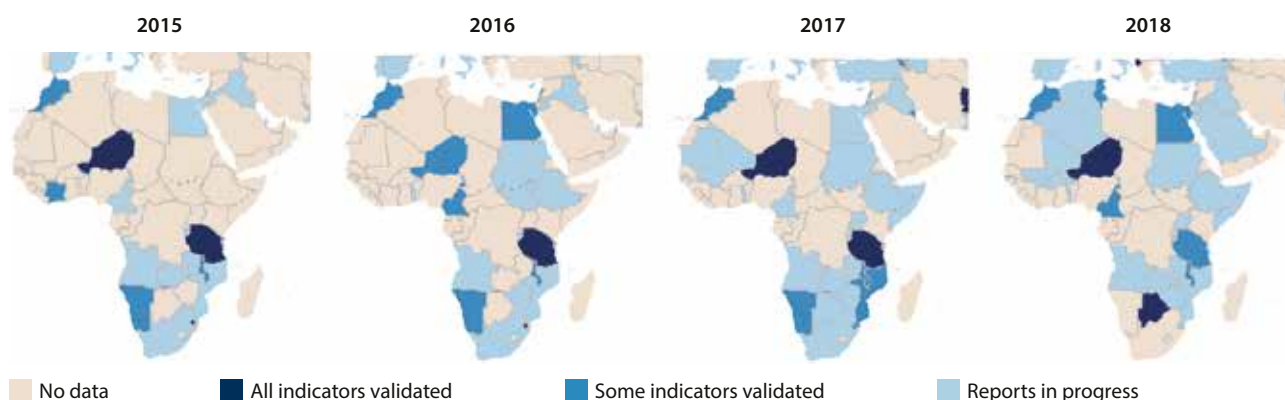 2015 2016 2017 2018
No data All indicators validated Some indicators validated Reports in progress